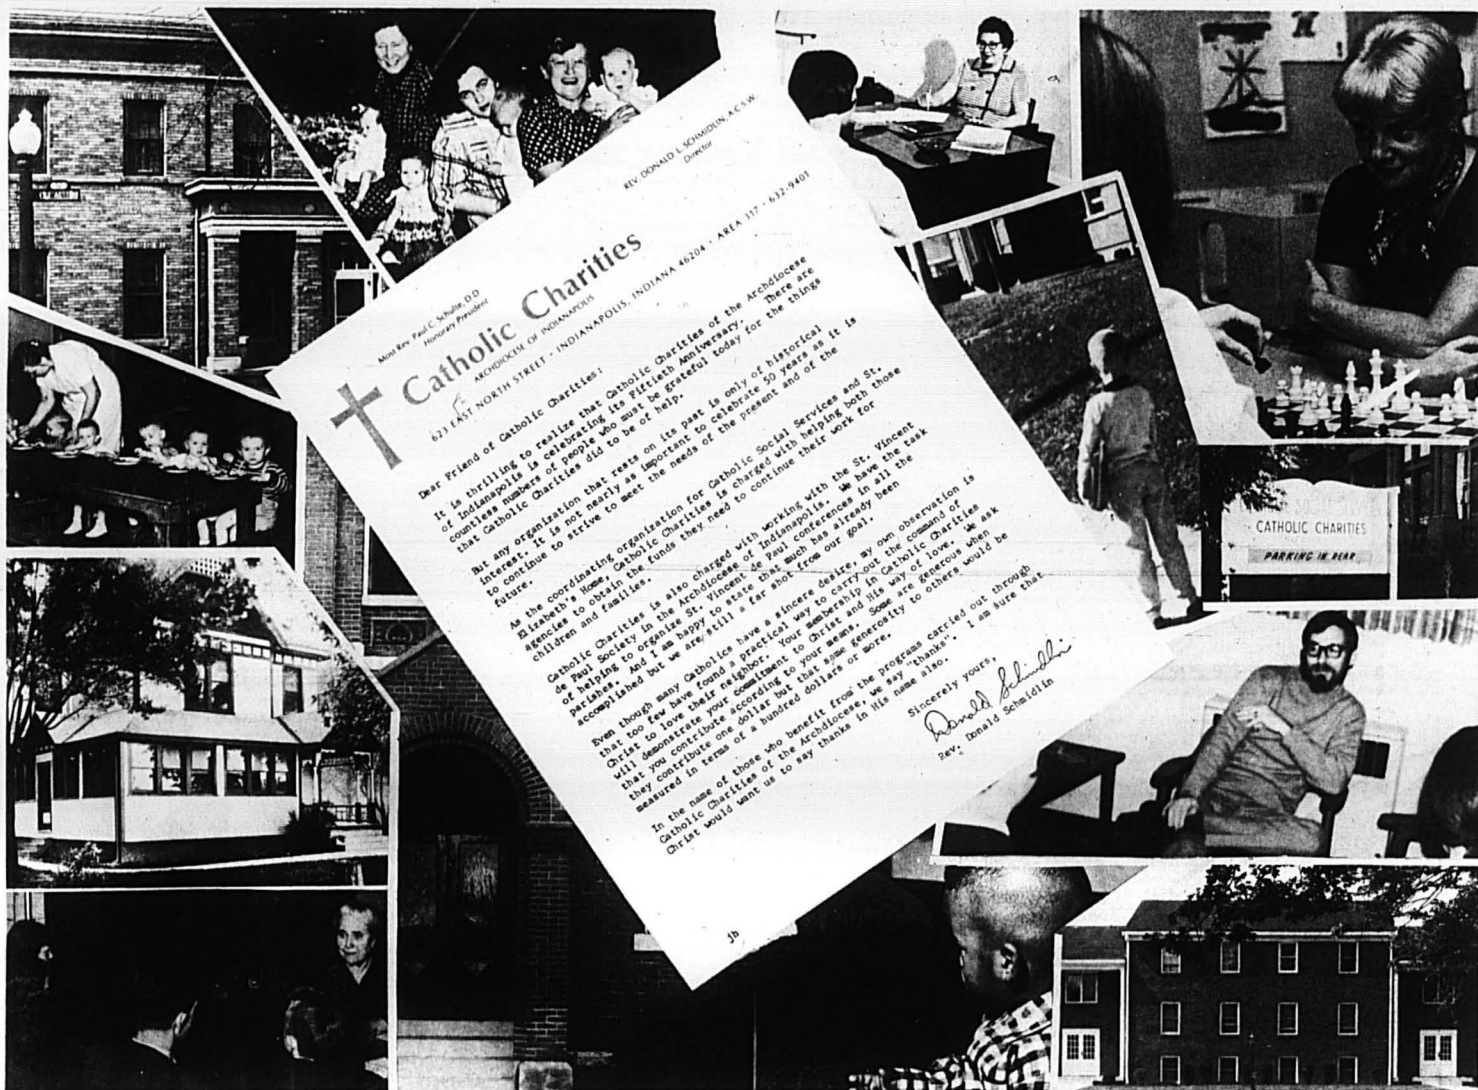 REV. DONALD L. SCHMIDLIN, A.C.S.W.
Director
Most Rev. Paul C. Schulte, D.D
Honorary President
Catholic Charities
ARCHDIOCESE OF INDIANAPOLIS
623 EAST NORTH STREET · INDIANAPOLIS, INDIANA 46204 · AREA 317 · 632-9401
Dear Friend of Catholic Charities:
It is thrilling to realize that Catholic Charities of the Archdiocese
of Indianapolis is celebrating its Fiftieth Anniversary. There are
countless numbers of people who must be grateful today for the things
that Catholic Charities did to be of help.
But any organization that rests on its past is only of historical
interest. It is not nearly as important to celebrate 50 years as it is
to continue to strive to meet the needs of the present and of the
future.
As the coordinating organization for Catholic Social Services and St.
Elizabeth's Home, Catholic Charities is charged with helping both those
agencies to obtain the funds they need to continue their work for
children and families.
Catholic Charities is also charged with working with the St. Vincent
de Paul Society in the Archdiocese of Indianapolis. We have the task
of helping to organize St. Vincent de Paul Conferences in all the
parishes. And I am happy to state that much has already been
accomplished but we are still a far shot from our goal.
Even though many Catholics have a sincere desire, my own observation is
that too few have found a practical way to carry out the command of
Christ to love their neighbor. Your membership in Catholic Charities
will demonstrate your commitment to Christ and His way of love. We ask
that you contribute according to your means. Some are generous when
they contribute one dollar but that same generosity to others would be
measured in terms of a hundred dollars or more.
In the name of those who benefit from the programs carried out through
Catholic Charities of the Archdiocese, we say "thanks". I am sure that
Christ would want us to say thanks in His name also.
Sincerely yours,
Donald Schmidlin
Rev. Donald Schmidlin
jh
CATHOLIC CHARITIES
PARKING IN REAR